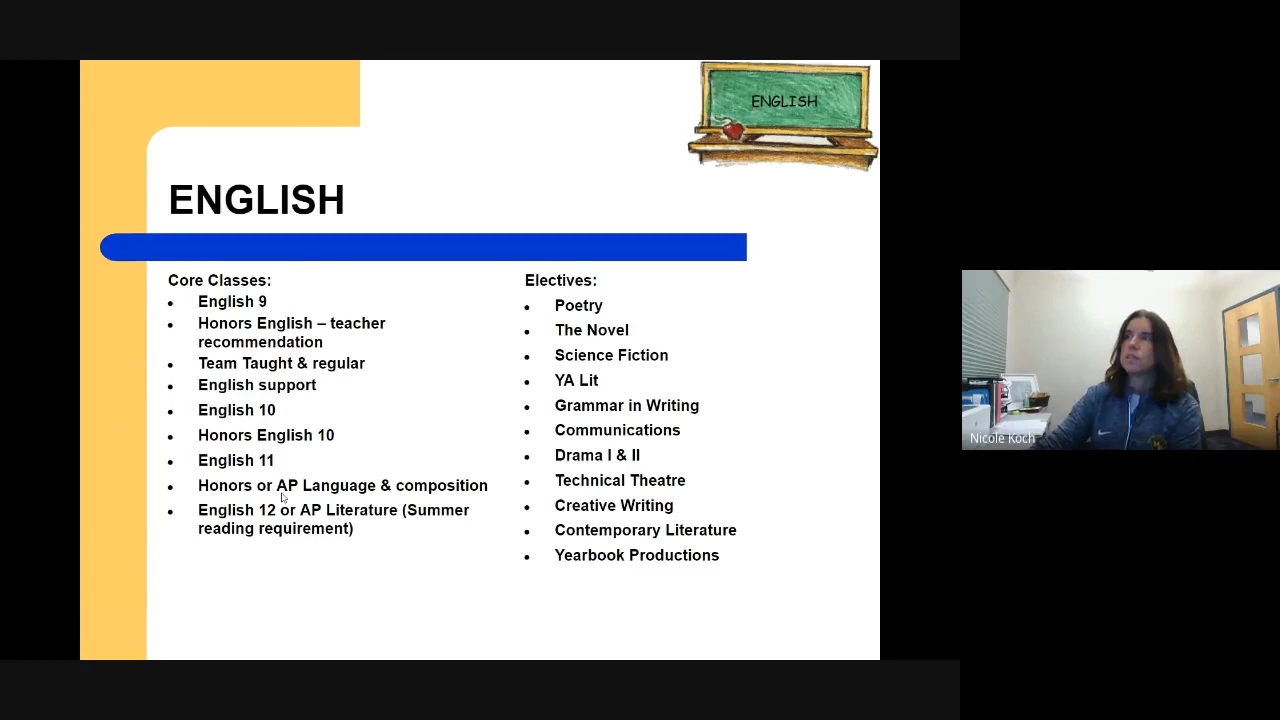 ENGLISH
ENGLISH
Core Classes:
• English 9
• Honors English – teacher
recommendation
• Team Taught & regular
• English support
• English 10
• Honors English 10
• English 11
• Honors or AP Language & composition
• English 12 or AP Literature (Summer
reading requirement)
Electives:
• Poetry
• The Novel
• Science Fiction
• YA Lit
• Grammar in Writing
• Communications
• Drama I & II
• Technical Theatre
• Creative Writing
• Contemporary Literature
• Yearbook Productions
Nicole Koch